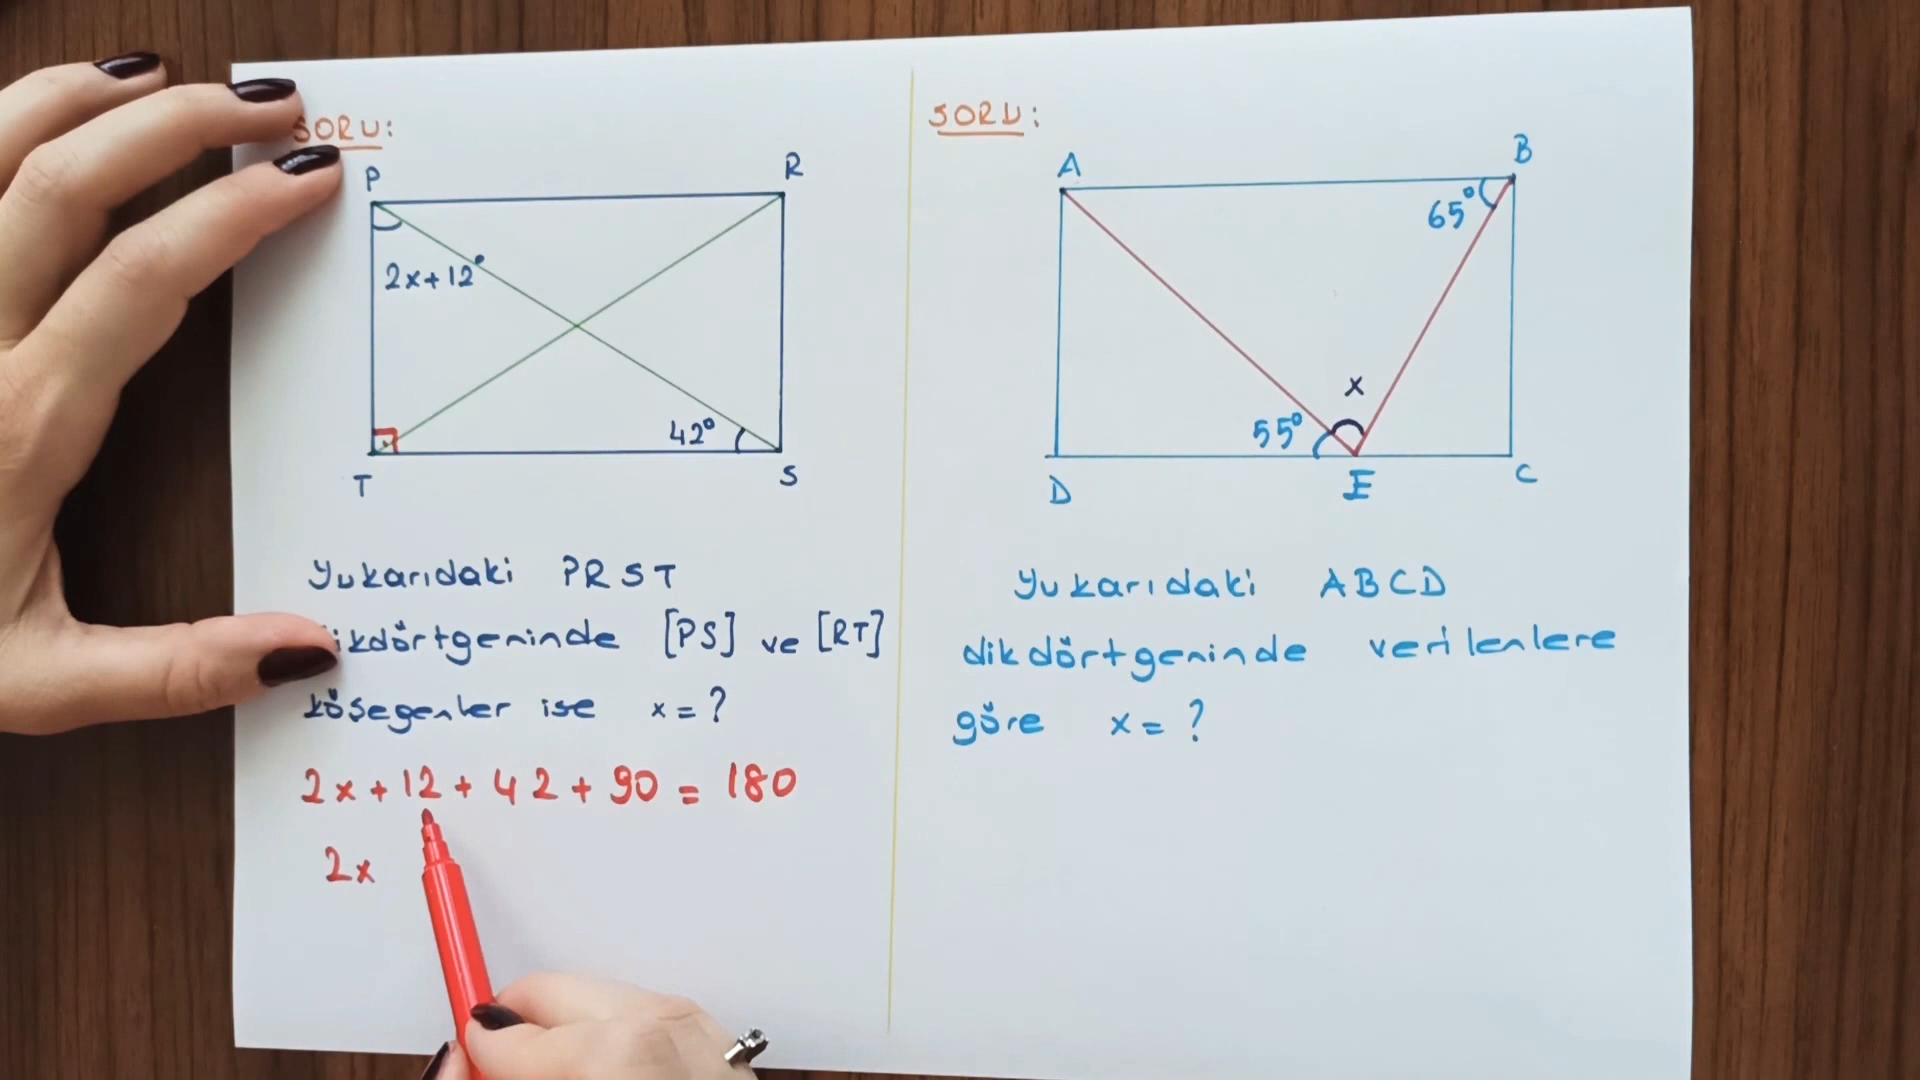 SORU:
P
R
2x+12°
42°
T
S
Yukarıdaki PRST
ikdörtgeninde [PS] ve [RT]
köşegenler ise x=?
2x+12+42+90=180
2x
SORU:
A
B
65°
x
55°
D
E
C
Yukarıdaki ABCD
dikdörtgeninde verilenlere
göre x=?